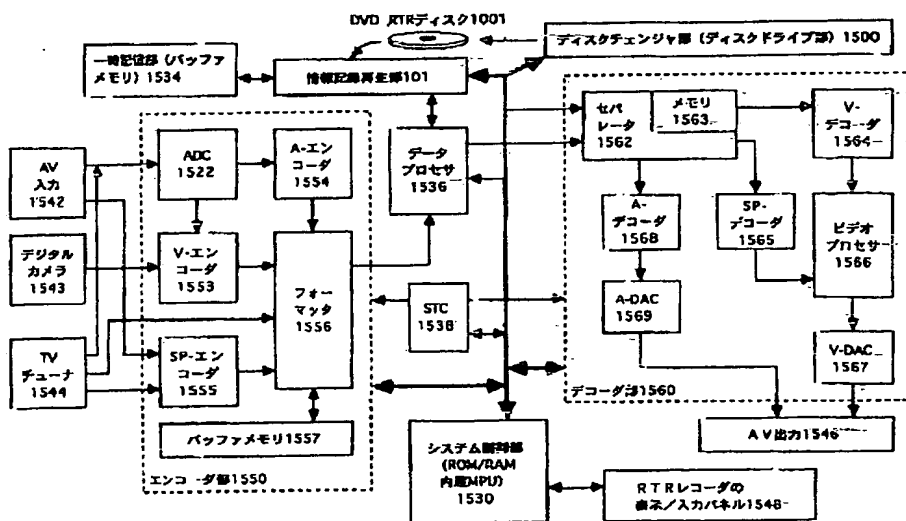 DVD RTRディスク1001
ディスクチェンジャ部（ディスクドライブ部）1500
一時記憶部（バッファ
メモリ）1534
情報記録再生部101
AV
入力
1542
デジタル
カメラ
1543
TV
チューナ
1544
ADC
1522
A-エン
コーダ
1554
V-エン
コーダ
1553
フォー
マッタ
1556
SP-エン
コーダ
1555
バッファメモリ1557
エンコーダ部1550
データ
プロセサ
1536
STC
1538
システム制御部
(ROM/RAM
内蔵MPU)
1530
セパ
レータ
1562
メモリ
1563
V-
デコーダ
1564
A-
デコーダ
1568
SP-
デコーダ
1565
ビデオ
プロセサ
1566
A-DAC
1569
V-DAC
1567
デコーダ部1560
AV出力1546
RTRレコーダの
表示／入力パネル1548